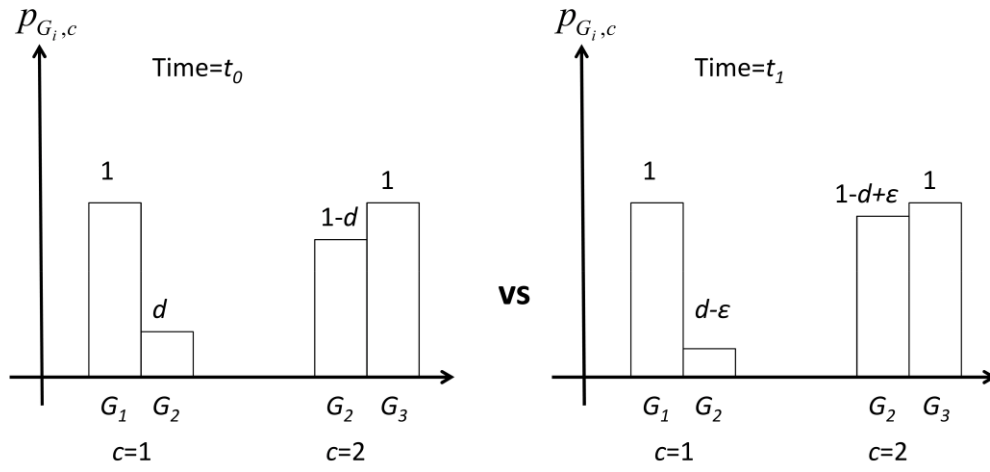 p_{G_i,c}
Time=t_0
1
d
1-d
1
G_1 G_2
G_2 G_3
c=1
c=2
vs
p_{G_i,c}
Time=t_1
1
d-ε
1-d+ε
1
G_1 G_2
G_2 G_3
c=1
c=2